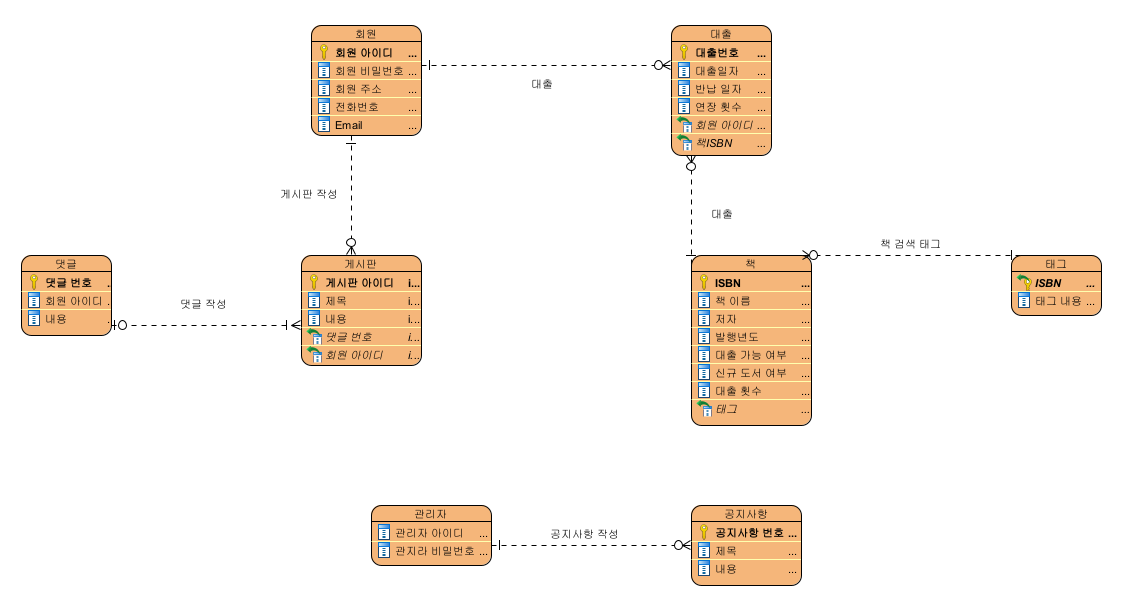 회원
회원 아이디 ...
회원 비밀번호 ...
회원 주소 ...
전화번호 ...
Email ...
대출
대출
대출번호 ...
대출일자 ...
반납 일자 ...
연장 횟수 ...
회원 아이디 ...
책ISBN ...
게시판 작성
대출
댓글
댓글 번호 .
회원 아이디 .
내용 .
댓글 작성
게시판
게시판 아이디 i...
제목 i...
내용 i...
댓글 번호 i...
회원 아이디 i...
책
ISBN ...
책 이름 ...
저자 ...
발행년도 ...
대출 가능 여부 ...
신규 도서 여부 ...
대출 횟수 ...
태그 ...
책 검색 태그
태그
ISBN ...
태그 내용 ...
관리자
관리자 아이디 ...
관지라 비밀번호 ...
공지사항 작성
공지사항
공지사항 번호 ...
제목 ...
내용 ...